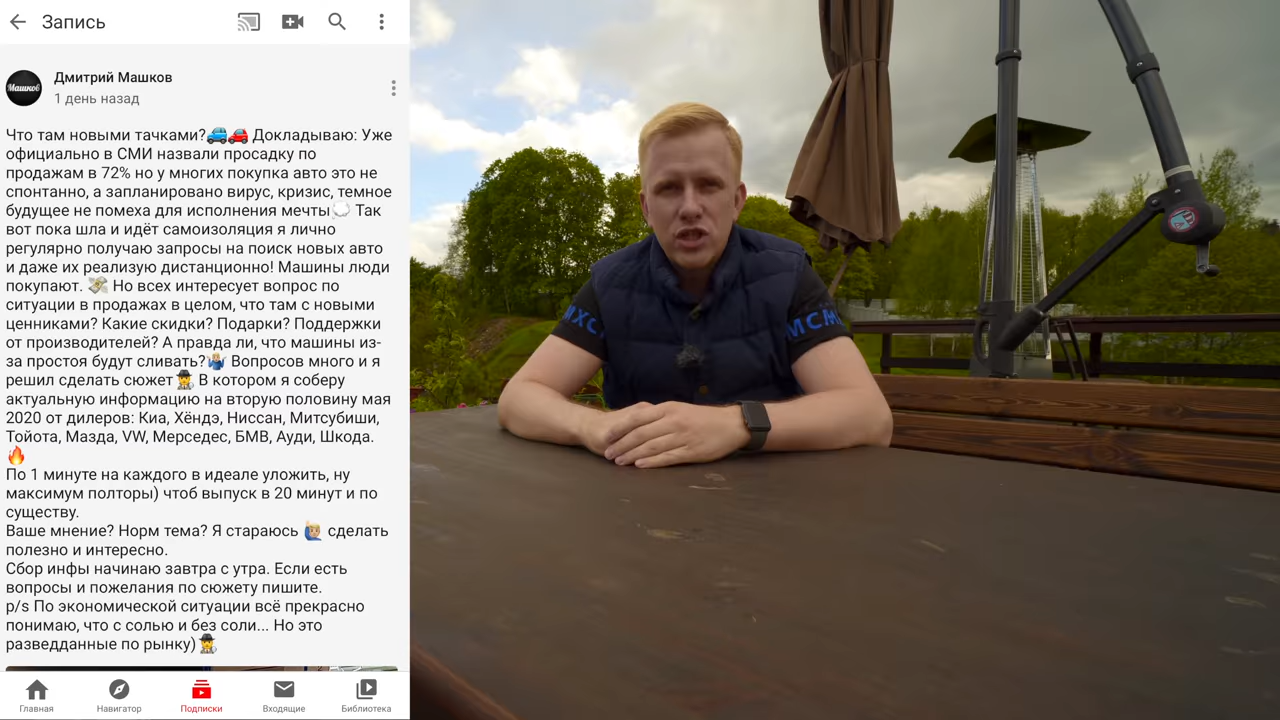 Запись
Машков
Дмитрий Машков
1 день назад
Что там новыми тачками?🚙🚗 Докладываю: Уже
официально в СМИ назвали просадку по
продажам в 72% но у многих покупка авто это не
спонтанно, а запланировано вирус, кризис, темное
будущее не помеха для исполнения мечты💭 Так
вот пока шла и идёт самоизоляция я лично
регулярно получаю запросы на поиск новых авто
и даже их реализую дистанционно! Машины люди
покупают. 💸 Но всех интересует вопрос по
ситуации в продажах в целом, что там с новыми
ценниками? Какие скидки? Подарки? Поддержки
от производителей? А правда ли, что машины из-
за простоя будут сливать?🤷🏼‍♂️ Вопросов много и я
решил сделать сюжет🕵️ В котором я соберу
актуальную информацию на вторую половину мая
2020 от дилеров: Киа, Хёндэ, Ниссан, Митсубиши,
Тойота, Мазда, VW, Мерседес, БМВ, Ауди, Шкода.
🔥
По 1 минуте на каждого в идеале уложить, ну
максимум полторы) чтоб выпуск в 20 минут и по
существу.
Ваше мнение? Норм тема? Я стараюсь 🙋🏼‍♂️ сделать
полезно и интересно.
Сбор инфы начинаю завтра с утра. Если есть
вопросы и пожелания по сюжету пишите.
p/s По экономической ситуации всё прекрасно
понимаю, что с солью и без соли... Но это
разведданные по рынку)🕵️
Главная
Навигатор
Подписки
Входящие
Библиотека
MXC
MCM